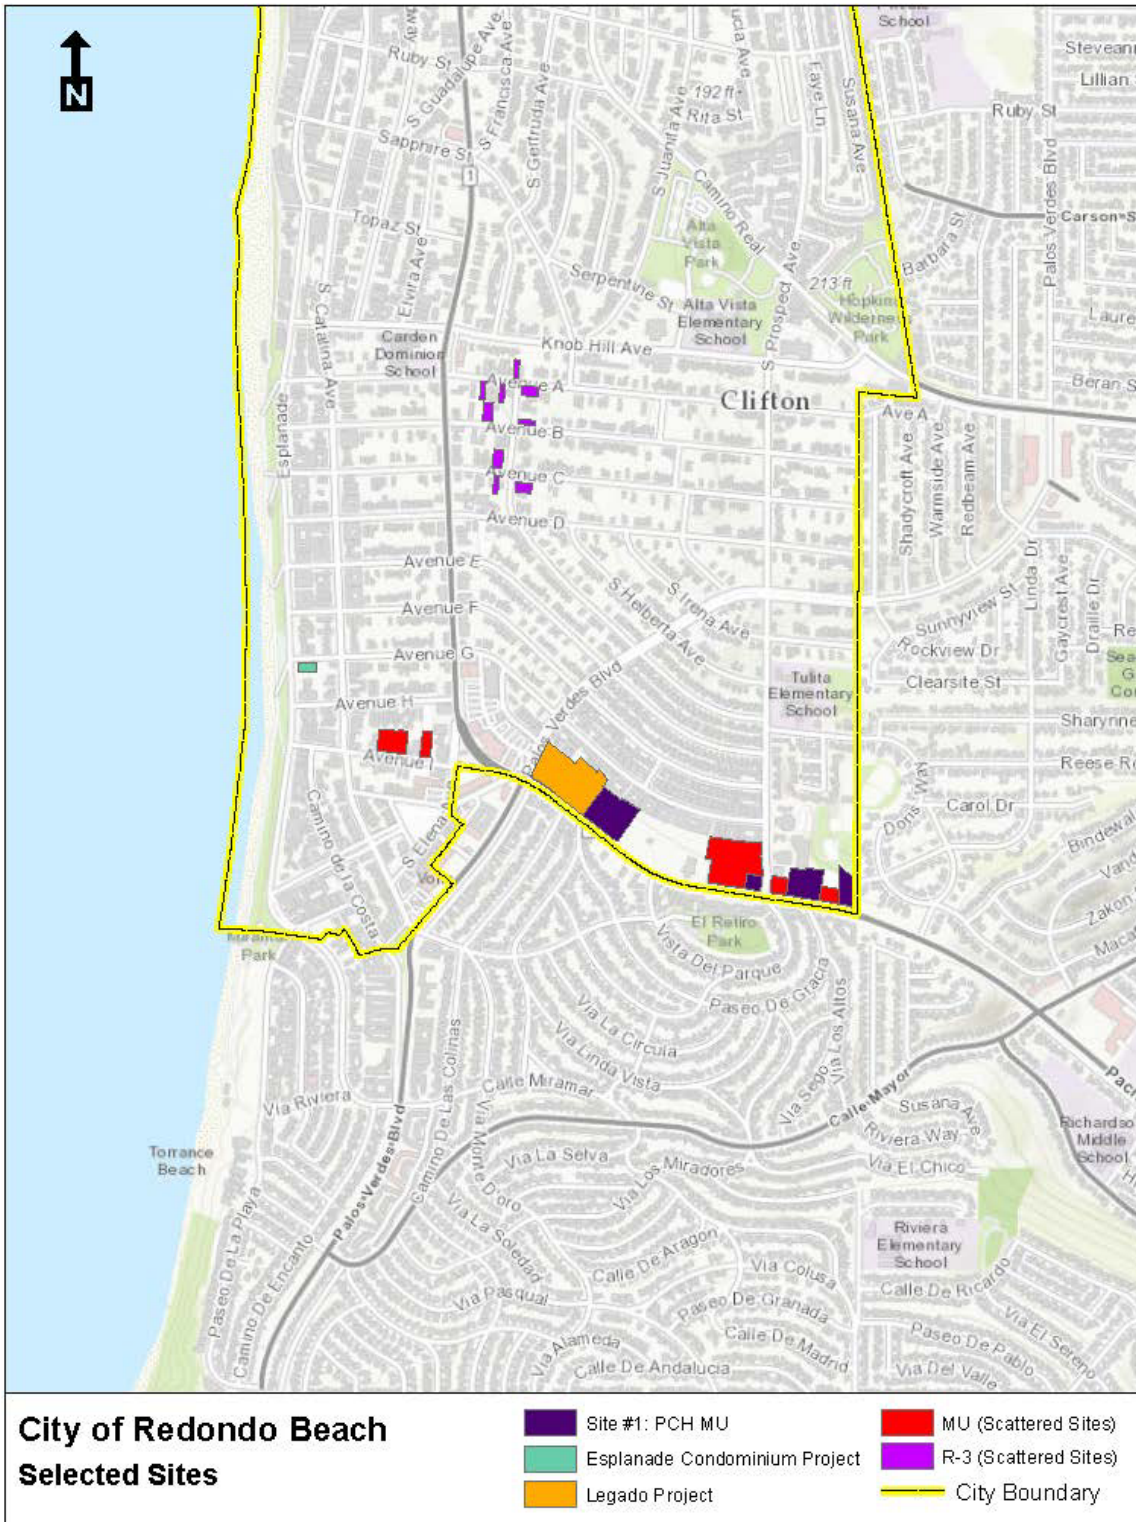 N
School
Ruby St
S Guadalupe Ave
S Francisca Ave
S Gertruda Ave
Sapphire St
1
192 ft
Rita St
S Juanita Ave
Faye Ln
Susana Ave
Lillian
Ruby St
Palos Verdes Blvd
Topaz St
Elvira Ave
S Catalina Ave
Camino Real
Alta
Vista
Park
Carson S
Barbara St
Serpentine St
213 ft
Alta Vista
Elementary
School
S Prospect Ave
Wilderness
Park
Carden
Dominion
School
Knob Hill Ave
Esplanade
Avenue A
Clifton
Beran S
Ave A
Avenue B
Avenue C
Avenue D
Shadycroft Ave
Warmside Ave
Redbeam Ave
Avenue E
Avenue F
S Helberta Ave
S Irena Ave
Linda Dr
Gaycrest Ave
Draille Dr
Sunnyview St
Rockview Dr
Clearsite St
Avenue G
Avenue H
Palos Verdes Blvd
Tulita
Elementary
School
Avenue I
Doris Way
Carol Dr
Camino de la Costa
S Elena Ave
El Retiro
Park
Park
Vista Del Parque
Paseo De Gracia
Via La Circula
Via Linda Vista
Via Los Altos
Calle Miramar
Via Sego
Calle Mayor
Susana Ave
Riviera Way
Via Riviera
Camino De Las Colinas
Via Monte D'oro
Middle
School
Torrance
Beach
Via La Selva
Via Los Miradores
Via El Chico
Palos Verdes Blvd
Via La Soledad
Riviera
Elementary
School
Paseo De La Playa
Camino De Encanto
Calle De Aragon
Via Colusa
Calle De Ricardo
Via Pasqual
Paseo De Granada
Via El Sereno
Via Alameda
Calle De Madrid
Paseo De Pablo
Calle De Andalucia
Via Del Valle
City of Redondo Beach
Selected Sites
Site #1: PCH MU
Esplanade Condominium Project
Legado Project
MU (Scattered Sites)
R-3 (Scattered Sites)
City Boundary